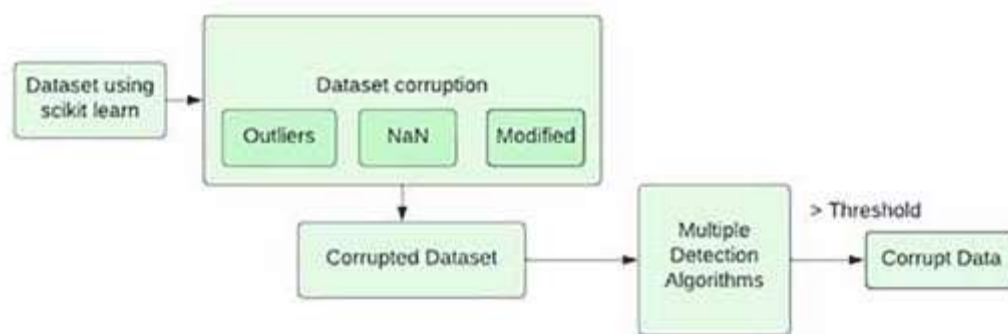 Dataset using
scikit learn
Dataset corruption
Outliers
NaN
Modified
Corrupted Dataset
Multiple
Detection
Algorithms
> Threshold
Corrupt Data